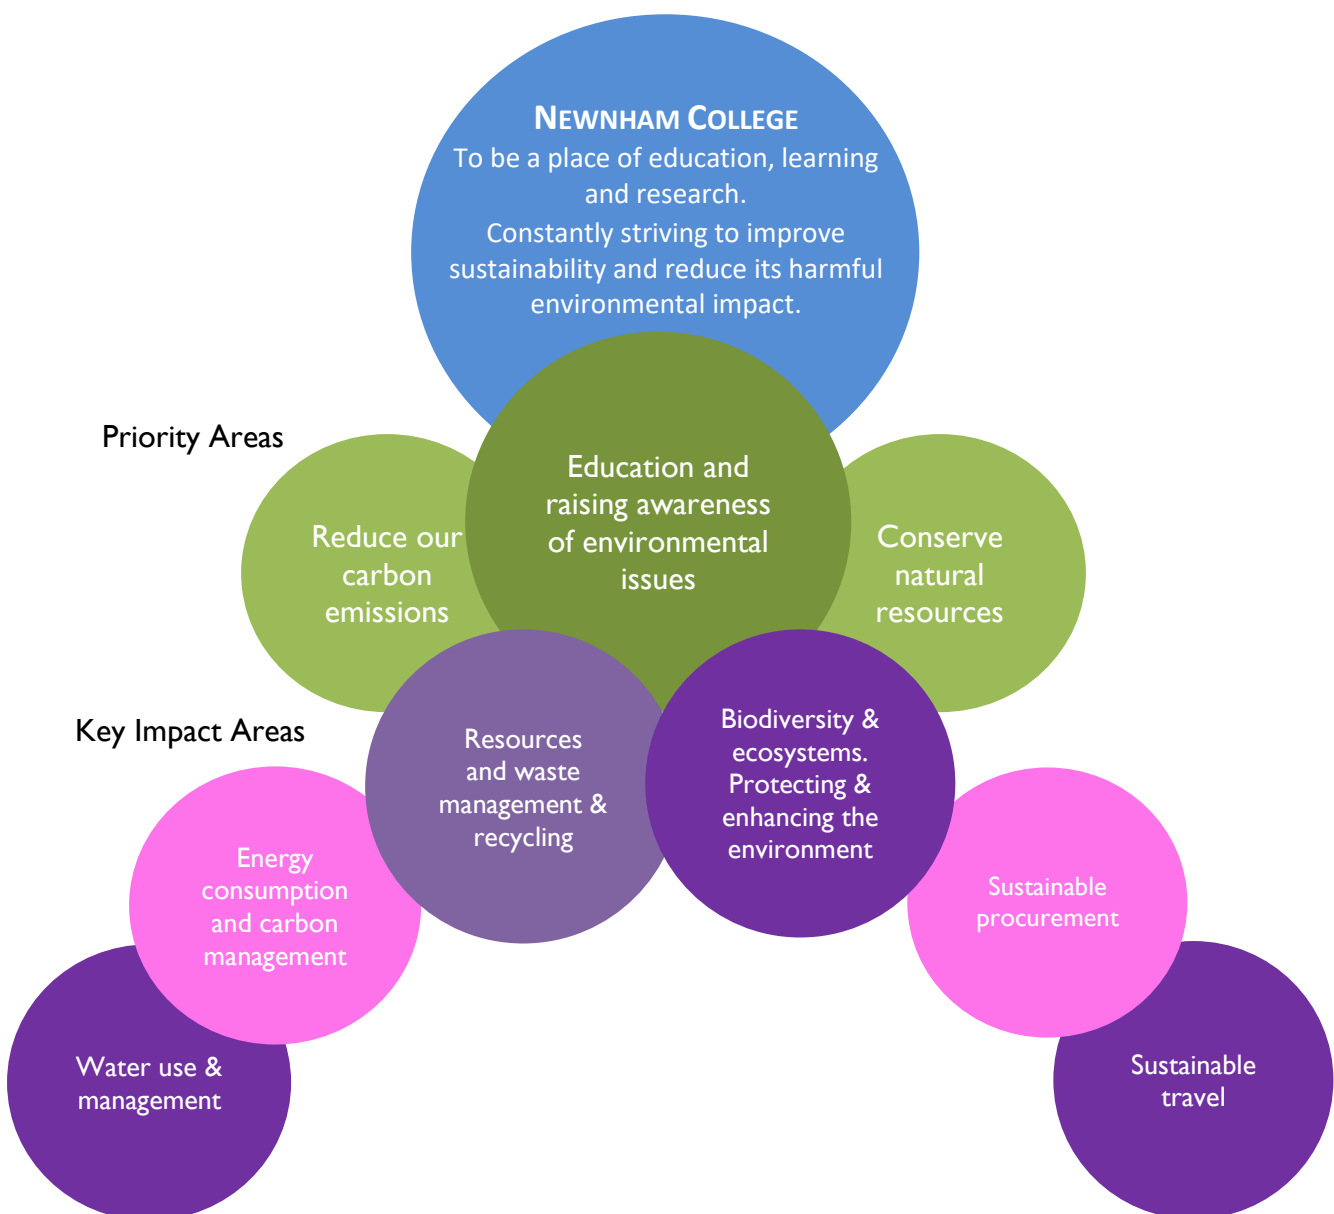 NEWNHAM COLLEGE
To be a place of education, learning
and research.
Constantly striving to improve
sustainability and reduce its harmful
environmental impact.
Priority Areas
Reduce our
carbon
emissions
Education and
raising awareness
of environmental
issues
Conserve
natural
resources
Key Impact Areas
Resources
and waste
management &
recycling
Biodiversity &
ecosystems.
Protecting &
enhancing the
environment
Energy
consumption
and carbon
management
Sustainable
procurement
Water use &
management
Sustainable
travel